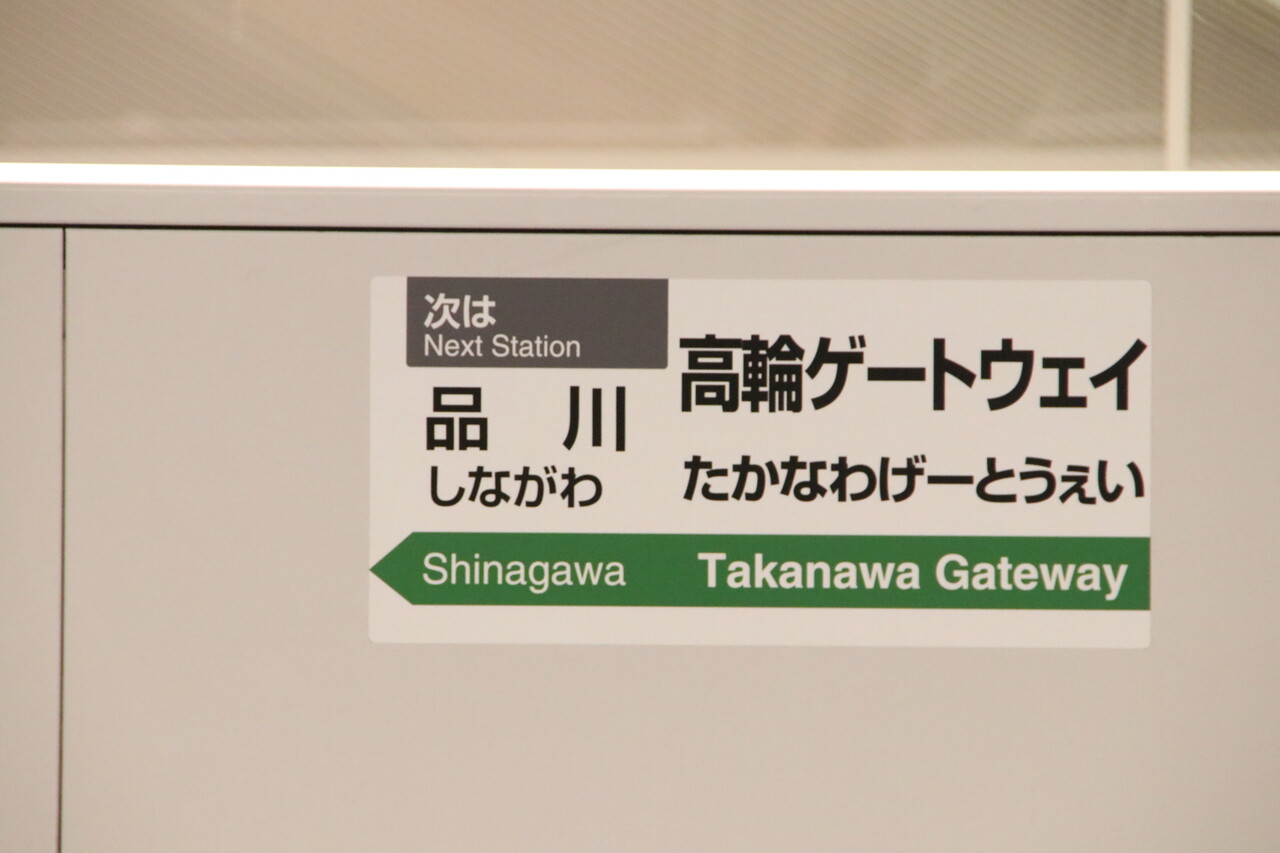 次は
Next Station
品川
しながわ
Shinagawa
高輪ゲートウェイ
たかなわげーとうぇい
Takanawa Gateway